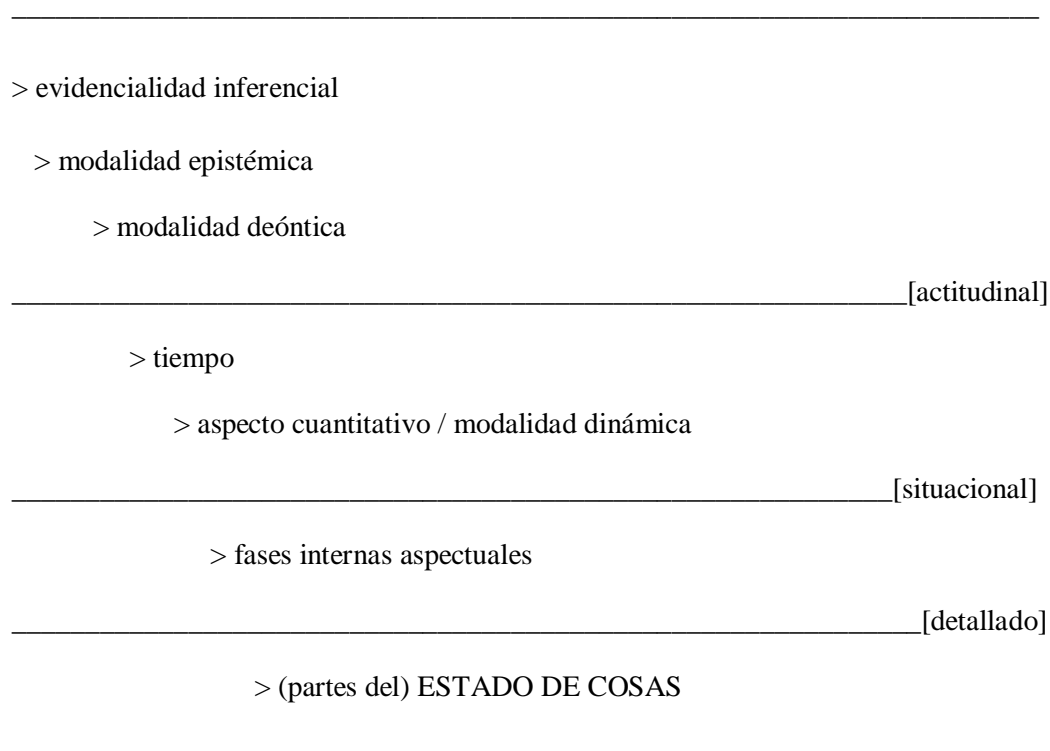 > evidencialidad inferencial
> modalidad epistémica
> modalidad deóntica
[actitudinal]
> tiempo
> aspecto cuantitativo / modalidad dinámica
[situacional]
> fases internas aspectuales
[detallado]
> (partes del) ESTADO DE COSAS